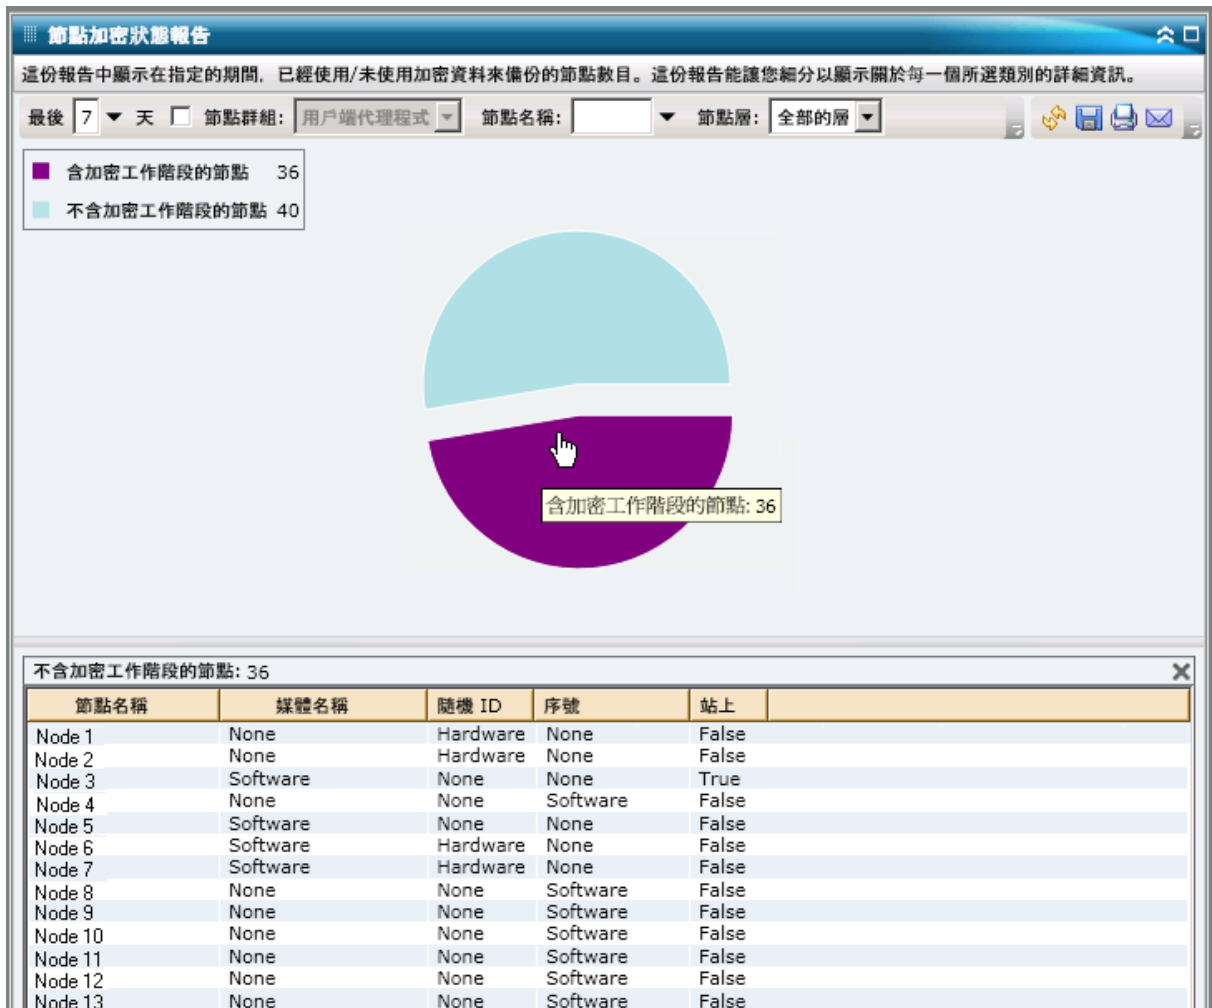 節點加密狀態報告
這份報告中顯示在指定的期間，已經使用/未使用加密資料來備份的節點數目。這份報告能讓您細分以顯示關於每一個所選類別的詳細資訊。
最後 7 天 節點群組: 用戶端代理程式 節點名稱: 節點層: 全部的層
含加密工作階段的節點 36
不含加密工作階段的節點 40
含加密工作階段的節點: 36
不含加密工作階段的節點: 36
節點名稱 媒體名稱 隨機 ID 序號 站上
Node 1 None Hardware None False
Node 2 None Hardware None False
Node 3 Software None None True
Node 4 None None Software False
Node 5 Software None None False
Node 6 Software Hardware None False
Node 7 Software Hardware None False
Node 8 None None Software False
Node 9 None None Software False
Node 10 None None Software False
Node 11 None None Software False
Node 12 None None Software False
Node 13 None None Software False